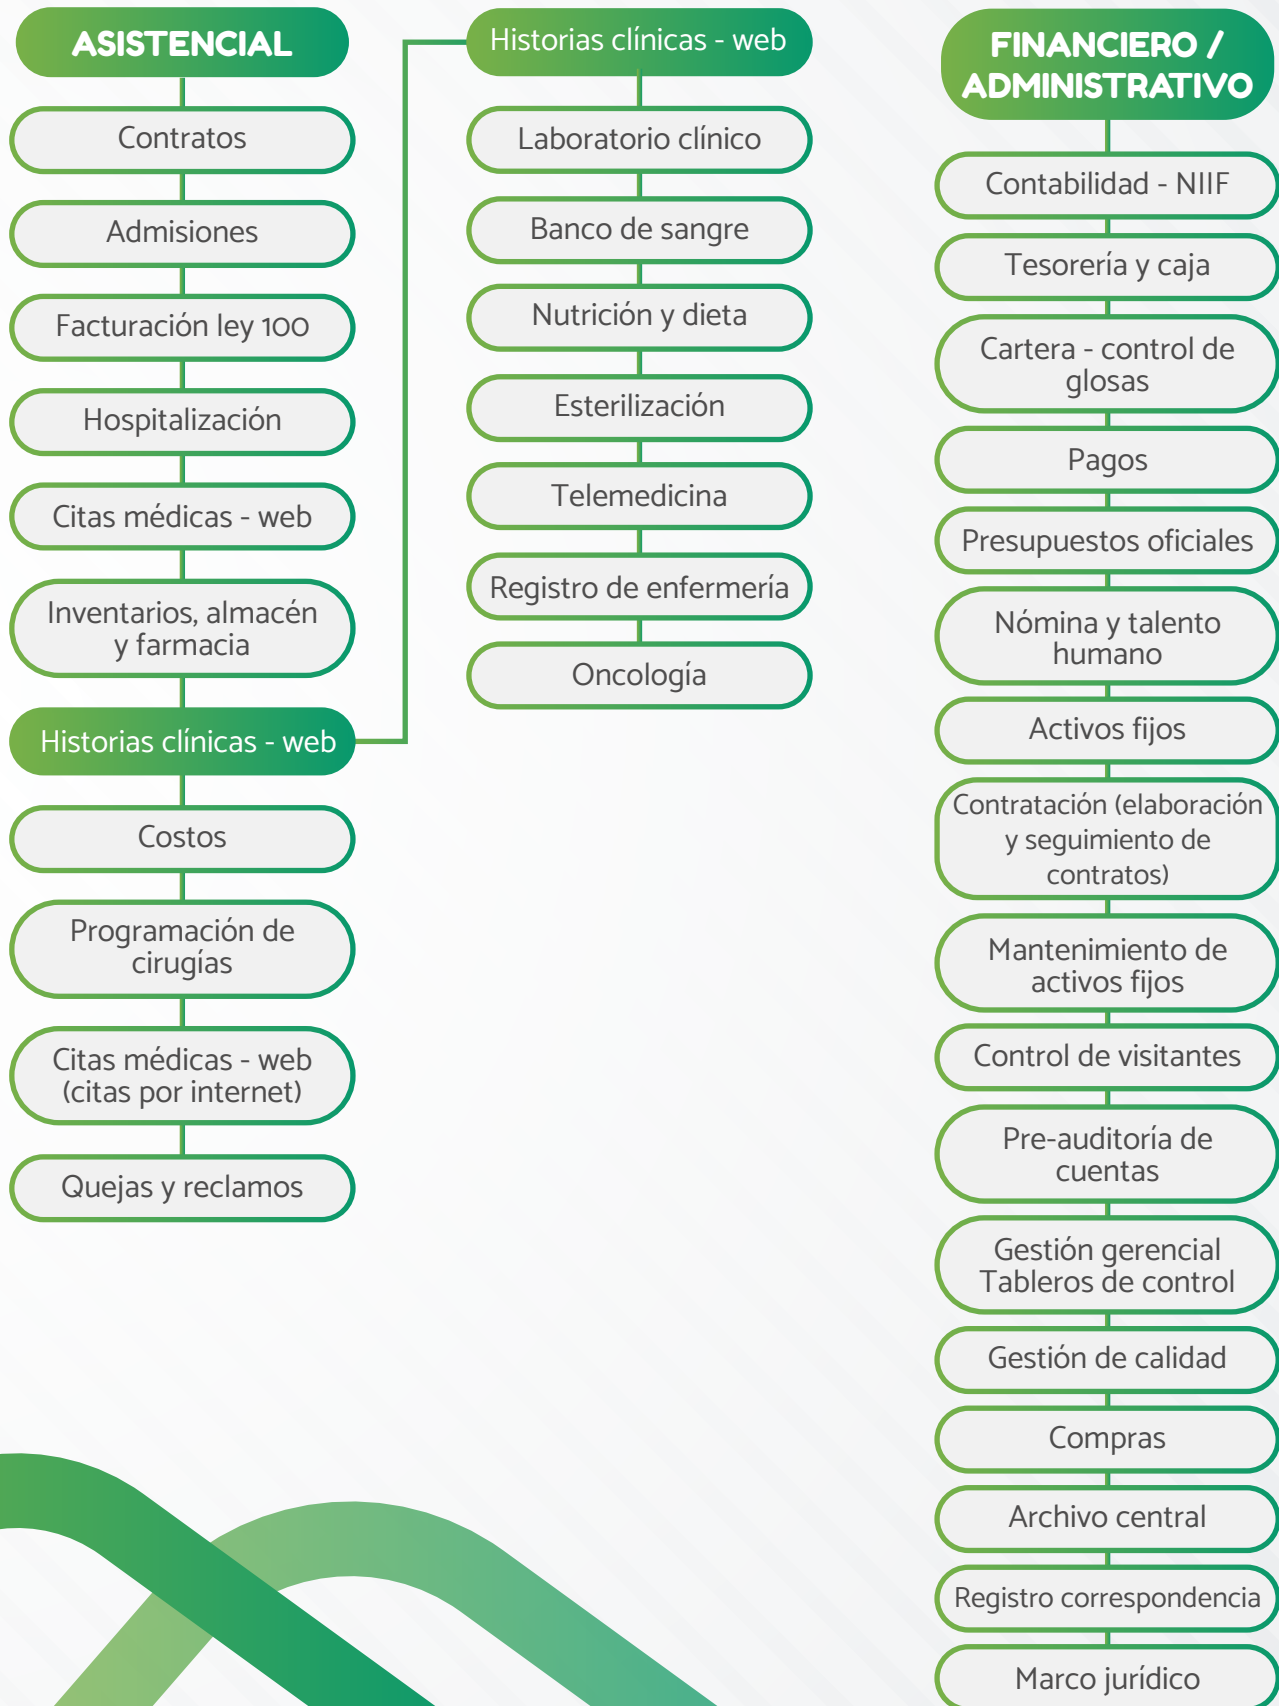 ASISTENCIAL
Contratos
Admisiones
Facturación ley 100
Hospitalización
Citas médicas - web
Inventarios, almacén
y farmacia
Historias clínicas - web
Costos
Programación de
cirugías
Citas médicas - web
(citas por internet)
Quejas y reclamos
Historias clínicas - web
Laboratorio clínico
Banco de sangre
Nutrición y dieta
Esterilización
Telemedicina
Registro de enfermería
Oncología
FINANCIERO /
ADMINISTRATIVO
Contabilidad - NIIF
Tesorería y caja
Cartera - control de
glosas
Pagos
Presupuestos oficiales
Nómina y talento
humano
Activos fijos
Contratación (elaboración
y seguimiento de
contratos)
Mantenimiento de
activos fijos
Control de visitantes
Pre-auditoría de
cuentas
Gestión gerencial
Tableros de control
Gestión de calidad
Compras
Archivo central
Registro correspondencia
Marco jurídico